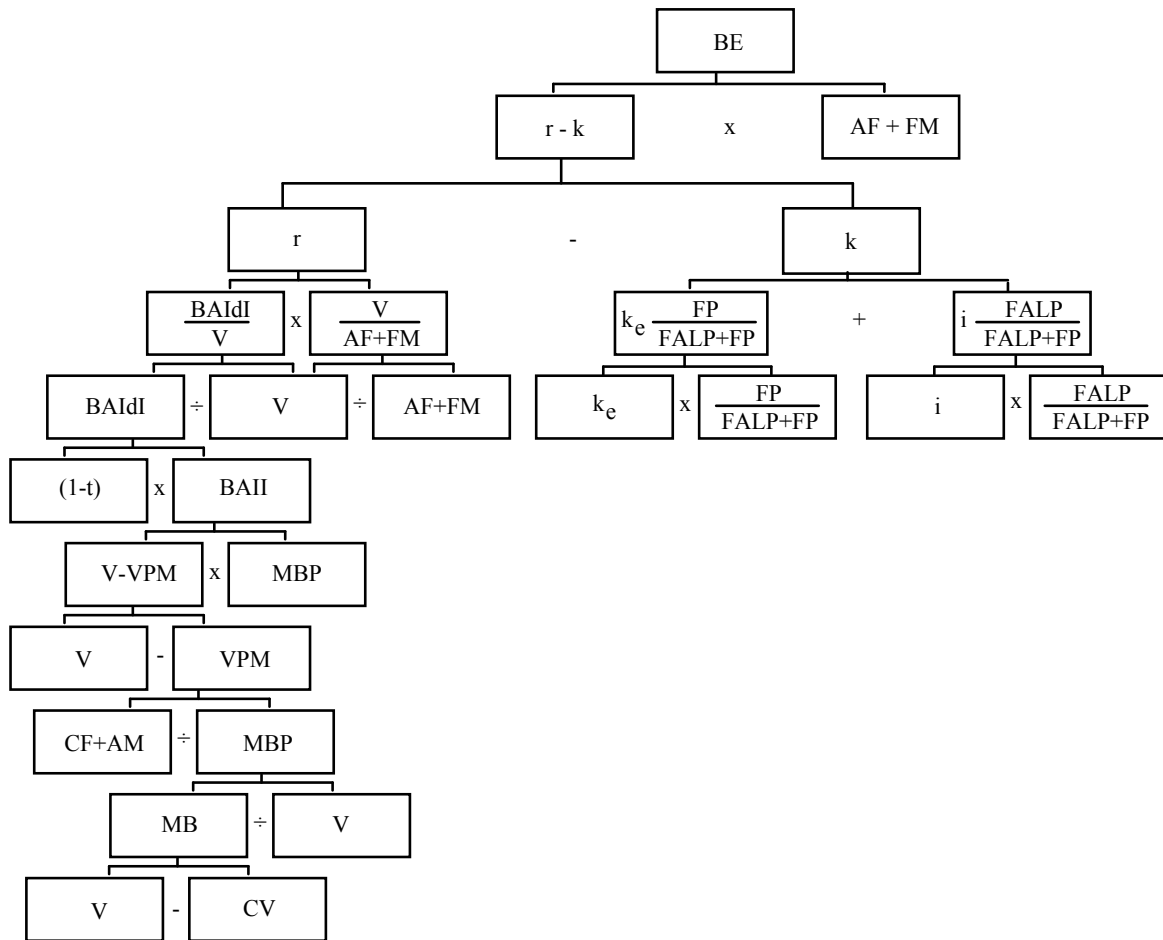 BE
r - k x AF + FM
r - k
BAIdI
V
x
V
AF+FM
ke
FP
FALP+FP
+
i
FALP
FALP+FP
BAIdI ÷ V ÷ AF+FM
ke x
FP
FALP+FP
i x
FALP
FALP+FP
(1-t) x BAII
V-VPM x MBP
V - VPM
CF+AM ÷ MBP
MB ÷ V
V - CV